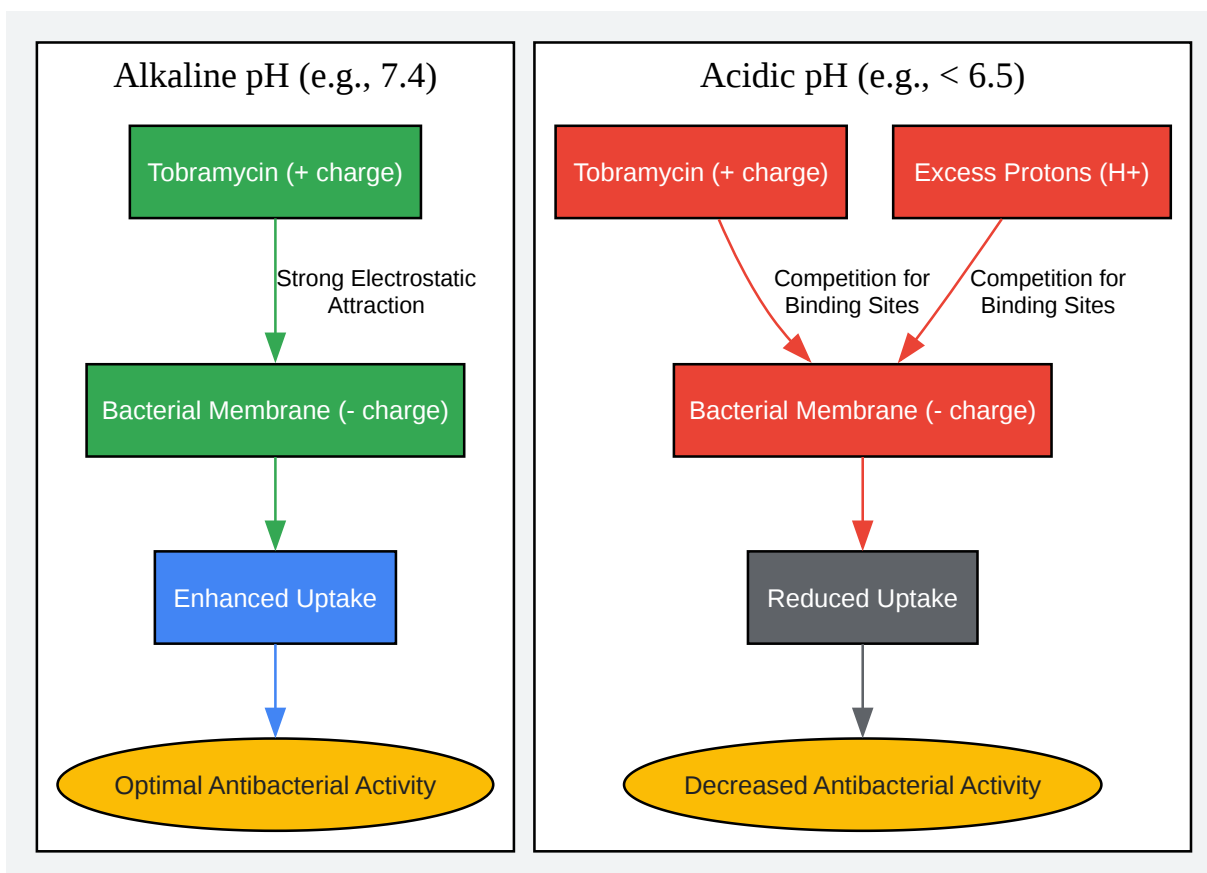 Alkaline pH (e.g., 7.4)
Tobramycin (+ charge)
Strong Electrostatic
Attraction
Bacterial Membrane (- charge)
Enhanced Uptake
Optimal Antibacterial Activity
Acidic pH (e.g., < 6.5)
Tobramycin (+ charge)
Excess Protons (H+)
Competition for
Binding Sites
Competition for
Binding Sites
Bacterial Membrane (- charge)
Reduced Uptake
Decreased Antibacterial Activity